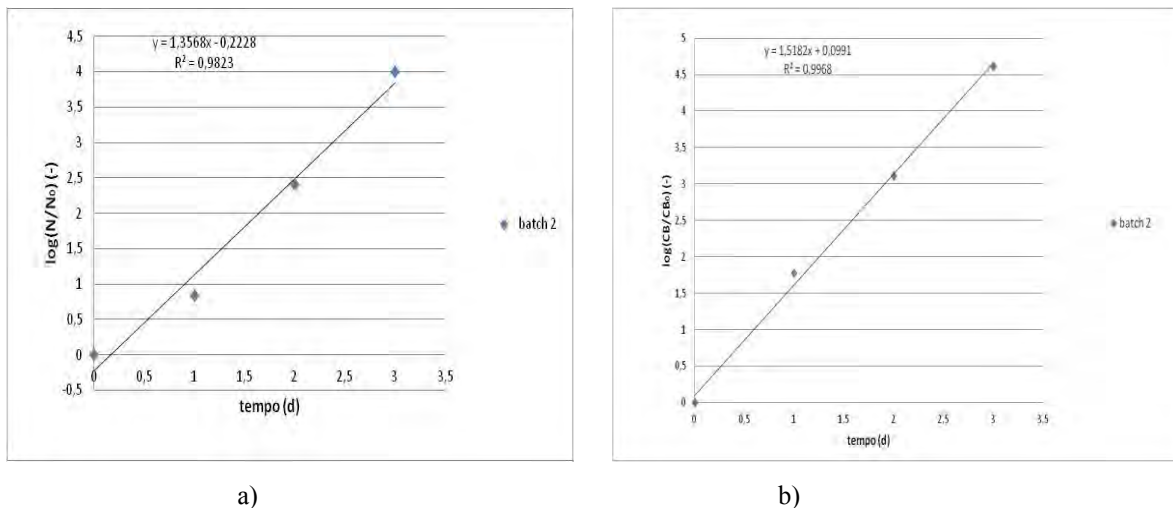 y = 1,3568x - 0,2228
R² = 0,9823
4,5
4
3,5
3
2,5
2
1,5
1
0,5
0
-0,5
log(N/N₀) (-)
0 0,5 1 1,5 2 2,5 3 3,5
tempo (d)
batch 2
a)
y = 1,5182x + 0,0991
R² = 0,9968
5
4.5
4
3.5
3
2.5
2
1.5
1
0.5
0
log(CB/CB₀) (-)
0 0.5 1 1.5 2 2.5 3 3.5
tempo (d)
batch 2
b)